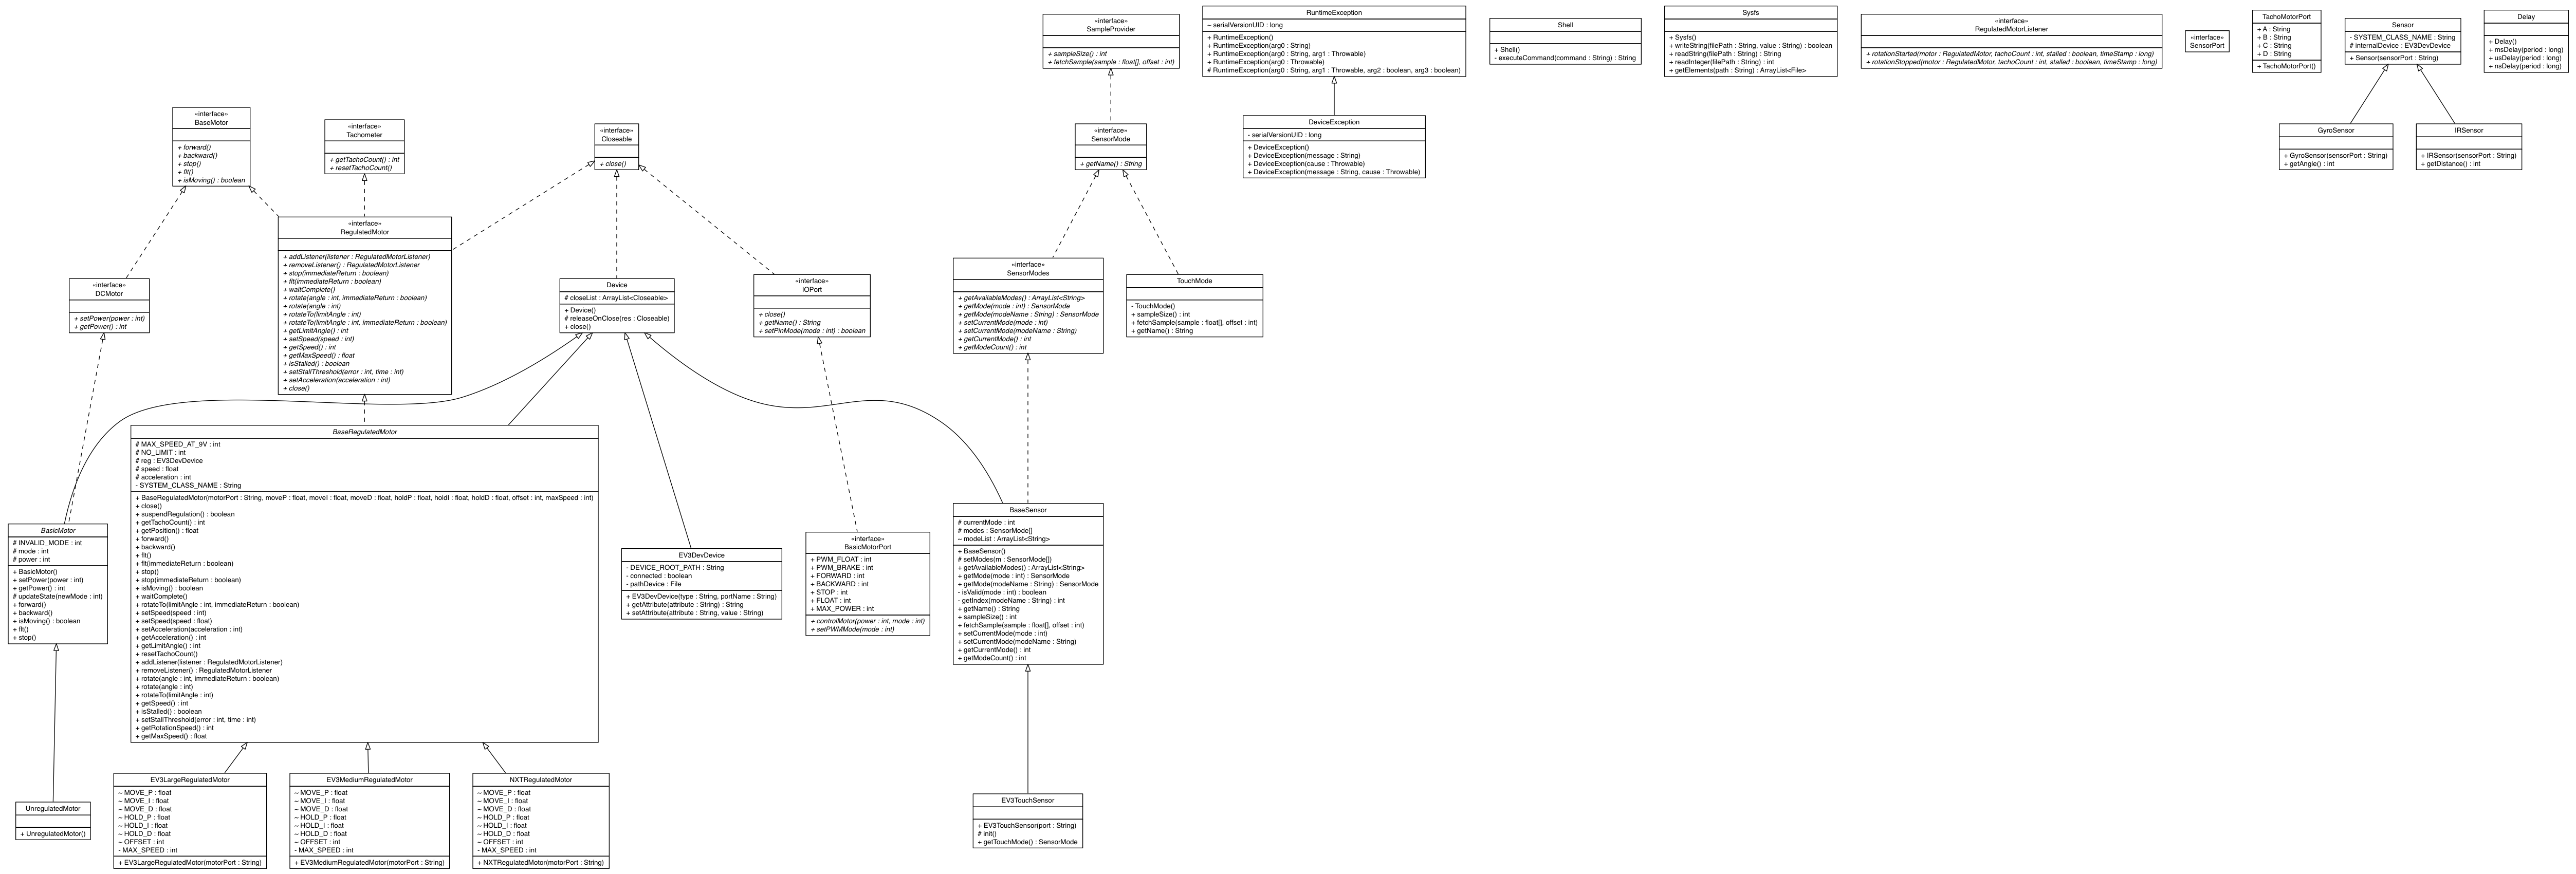 «interface»
SampleProvider
+ sampleSize() : int
+ fetchSample(sample : float[], offset : int)
RuntimeException
~ serialVersionUID : long
+ RuntimeException()
+ RuntimeException(arg0 : String)
+ RuntimeException(arg0 : String, arg1 : Throwable)
+ RuntimeException(arg0 : Throwable)
# RuntimeException(arg0 : String, arg1 : Throwable, arg2 : boolean, arg3 : boolean)
Shell
+ Shell()
- executeCommand(command : String) : String
Sysfs
+ Sysfs()
+ writeString(filePath : String, value : String) : boolean
+ readString(filePath : String) : String
+ readInteger(filePath : String) : int
+ getElements(path : String) : ArrayList<File>
«interface»
RegulatedMotorListener
+ rotationStarted(motor : RegulatedMotor, tachoCount : int, stalled : boolean, timeStamp : long)
+ rotationStopped(motor : RegulatedMotor, tachoCount : int, stalled : boolean, timeStamp : long)
«interface»
SensorPort
TachoMotorPort
+ A : String
+ B : String
+ C : String
+ D : String
+ TachoMotorPort()
Sensor
- SYSTEM_CLASS_NAME : String
# internalDevice : EV3DevDevice
+ Sensor(sensorPort : String)
Delay
+ Delay()
+ msDelay(period : long)
+ usDelay(period : long)
+ nsDelay(period : long)
«interface»
BaseMotor
+ forward()
+ backward()
+ stop()
+ flt()
+ isMoving() : boolean
«interface»
Tachometer
+ getTachoCount() : int
+ resetTachoCount()
«interface»
Closeable
+ close()
«interface»
SensorMode
+ getName() : String
DeviceException
- serialVersionUID : long
+ DeviceException()
+ DeviceException(message : String)
+ DeviceException(cause : Throwable)
+ DeviceException(message : String, cause : Throwable)
GyroSensor
+ GyroSensor(sensorPort : String)
+ getAngle() : int
IRSensor
+ IRSensor(sensorPort : String)
+ getDistance() : int
«interface»
DCMotor
+ setPower(power : int)
+ getPower() : int
«interface»
RegulatedMotor
+ addListener(listener : RegulatedMotorListener)
+ removeListener() : RegulatedMotorListener
+ stop(immediateReturn : boolean)
+ flt(immediateReturn : boolean)
+ waitComplete()
+ rotate(angle : int, immediateReturn : boolean)
+ rotate(angle : int)
+ rotateTo(limitAngle : int)
+ rotateTo(limitAngle : int, immediateReturn : boolean)
+ getLimitAngle() : int
+ setSpeed(speed : int)
+ getSpeed() : int
+ getMaxSpeed() : float
+ isStalled() : boolean
+ setStallThreshold(error : int, time : int)
+ setAcceleration(acceleration : int)
+ close()
Device
# closeList : ArrayList<Closeable>
+ Device()
# releaseOnClose(res : Closeable)
+ close()
«interface»
IOPort
+ close()
+ getName() : String
+ setPinMode(mode : int) : boolean
«interface»
SensorModes
+ getAvailableModes() : ArrayList<String>
+ getMode(mode : int) : SensorMode
+ getMode(modeName : String) : SensorMode
+ setCurrentMode(mode : int)
+ setCurrentMode(modeName : String)
+ getCurrentMode() : int
+ getModeCount() : int
TouchMode
- TouchMode()
+ sampleSize() : int
+ fetchSample(sample : float[], offset : int)
+ getName() : String
BasicMotor
# INVALID_MODE : int
# mode : int
# power : int
+ BasicMotor()
+ setPower(power : int)
+ getPower() : int
# updateState(newMode : int)
+ forward()
+ backward()
+ isMoving() : boolean
+ flt()
+ stop()
BaseRegulatedMotor
# MAX_SPEED_AT_9V : int
# NO_LIMIT : int
# reg : EV3DevDevice
# speed : float
# acceleration : int
- SYSTEM_CLASS_NAME : String
+ BaseRegulatedMotor(motorPort : String, moveP : float, moveI : float, moveD : float, holdP : float, holdI : float, holdD : float, offset : int, maxSpeed : int)
+ close()
+ suspendRegulation() : boolean
+ getTachoCount() : int
+ getPosition() : float
+ forward()
+ backward()
+ flt()
+ flt(immediateReturn : boolean)
+ stop()
+ stop(immediateReturn : boolean)
+ isMoving() : boolean
+ waitComplete()
+ rotateTo(limitAngle : int, immediateReturn : boolean)
+ setSpeed(speed : int)
+ setSpeed(speed : float)
+ setAcceleration(acceleration : int)
+ getAcceleration() : int
+ getLimitAngle() : int
+ resetTachoCount()
+ addListener(listener : RegulatedMotorListener)
+ removeListener() : RegulatedMotorListener
+ rotate(angle : int, immediateReturn : boolean)
+ rotate(angle : int)
+ rotateTo(limitAngle : int)
+ getSpeed() : int
+ isStalled() : boolean
+ setStallThreshold(error : int, time : int)
+ getRotationSpeed() : int
+ getMaxSpeed() : float
EV3DevDevice
- DEVICE_ROOT_PATH : String
- connected : boolean
- pathDevice : File
+ EV3DevDevice(type : String, portName : String)
+ getAttribute(attribute : String) : String
+ setAttribute(attribute : String, value : String)
«interface»
BasicMotorPort
+ PWM_FLOAT : int
+ PWM_BRAKE : int
+ FORWARD : int
+ BACKWARD : int
+ STOP : int
+ FLOAT : int
+ MAX_POWER : int
+ controlMotor(power : int, mode : int)
+ setPWMMode(mode : int)
BaseSensor
# currentMode : int
# modes : SensorMode[]
~ modeList : ArrayList<String>
+ BaseSensor()
# setModes(m : SensorMode[])
+ getAvailableModes() : ArrayList<String>
+ getMode(mode : int) : SensorMode
+ getMode(modeName : String) : SensorMode
- isValid(mode : int) : boolean
- getIndex(modeName : String) : int
+ getName() : String
+ sampleSize() : int
+ fetchSample(sample : float[], offset : int)
+ setCurrentMode(mode : int)
+ setCurrentMode(modeName : String)
+ getCurrentMode() : int
+ getModeCount() : int
UnregulatedMotor
+ UnregulatedMotor()
EV3LargeRegulatedMotor
~ MOVE_P : float
~ MOVE_I : float
~ MOVE_D : float
~ HOLD_P : float
~ HOLD_I : float
~ HOLD_D : float
~ OFFSET : int
- MAX_SPEED : int
+ EV3LargeRegulatedMotor(motorPort : String)
EV3MediumRegulatedMotor
~ MOVE_P : float
~ MOVE_I : float
~ MOVE_D : float
~ HOLD_P : float
~ HOLD_I : float
~ HOLD_D : float
~ OFFSET : int
- MAX_SPEED : int
+ EV3MediumRegulatedMotor(motorPort : String)
NXTRegulatedMotor
~ MOVE_P : float
~ MOVE_I : float
~ MOVE_D : float
~ HOLD_P : float
~ HOLD_I : float
~ HOLD_D : float
~ OFFSET : int
- MAX_SPEED : int
+ NXTRegulatedMotor(motorPort : String)
EV3TouchSensor
+ EV3TouchSensor(port : String)
# init()
+ getTouchMode() : SensorMode